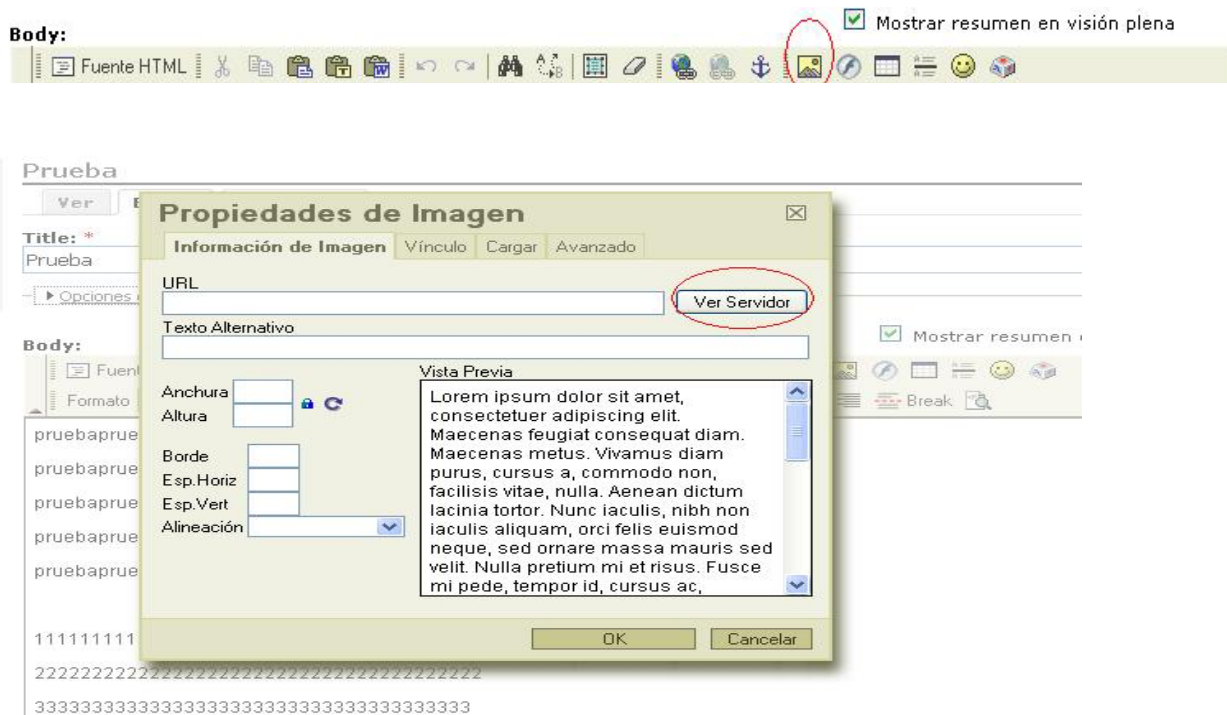 Mostrar resumen en visión plena
Body:
Fuente HTML
Prueba
Ver
Title: *
Prueba
Opciones
Body:
Mostrar resumen
Formato
Break
pruebaprue
pruebaprue
pruebaprue
pruebaprue
pruebaprue
111111111
2222222222222222222222222222222222222222
3333333333333333333333333333333333333333
Propiedades de Imagen
Información de Imagen Vínculo Cargar Avanzado
URL
Ver Servidor
Texto Alternativo
Anchura
Altura
Borde
Esp.Horiz
Esp.Vert
Alineación
Vista Previa
Lorem ipsum dolor sit amet,
consectetuer adipiscing elit.
Maecenas feugiat consequat diam.
Maecenas metus. Vivamus diam
purus, cursus a, commodo non,
facilisis vitae, nulla. Aenean dictum
lacinia tortor. Nunc iaculis, nibh non
iaculis aliquam, orci felis euismod
neque, sed ornare massa mauris sed
velit. Nulla pretium mi et risus. Fusce
mi pede, tempor id, cursus ac,
OK Cancelar